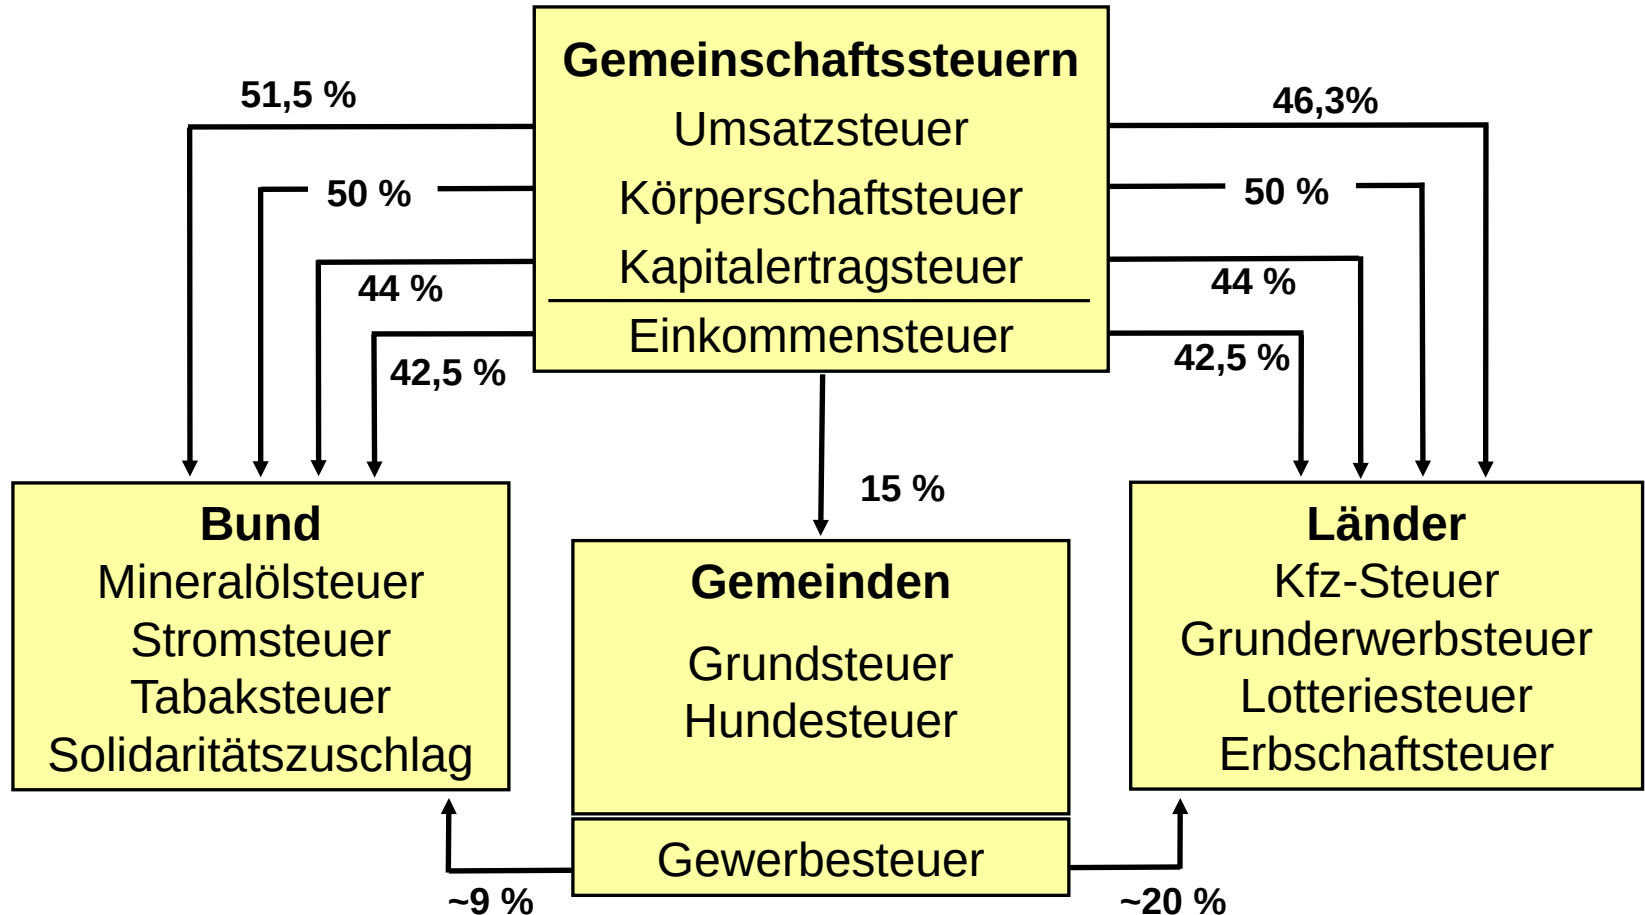 Gemeinschaftssteuern
51,5 %
46,3%
Umsatzsteuer
50 %
Körperschaftsteuer
50 %
Kapitalertragsteuer
44 %
44 %
Einkommensteuer
42,5 %
42,5 %
15 %
Bund
Mineralölsteuer
Stromsteuer
Tabaksteuer
Solidaritätszuschlag
Gemeinden
Grundsteuer
Hundesteuer
Länder
Kfz-Steuer
Grunderwerbsteuer
Lotteriesteuer
Erbschaftsteuer
Gewerbesteuer
~9 %
~20 %